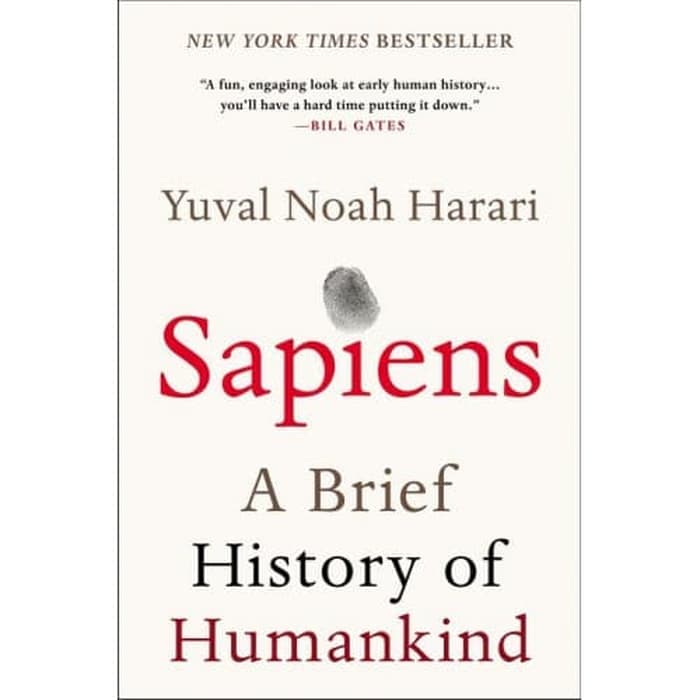 NEW YORK TIMES BESTSELLER
“A fun, engaging look at early human history...
you'll have a hard time putting it down.”
—BILL GATES
Yuval Noah Harari
Sapiens
A Brief
History of
Humankind